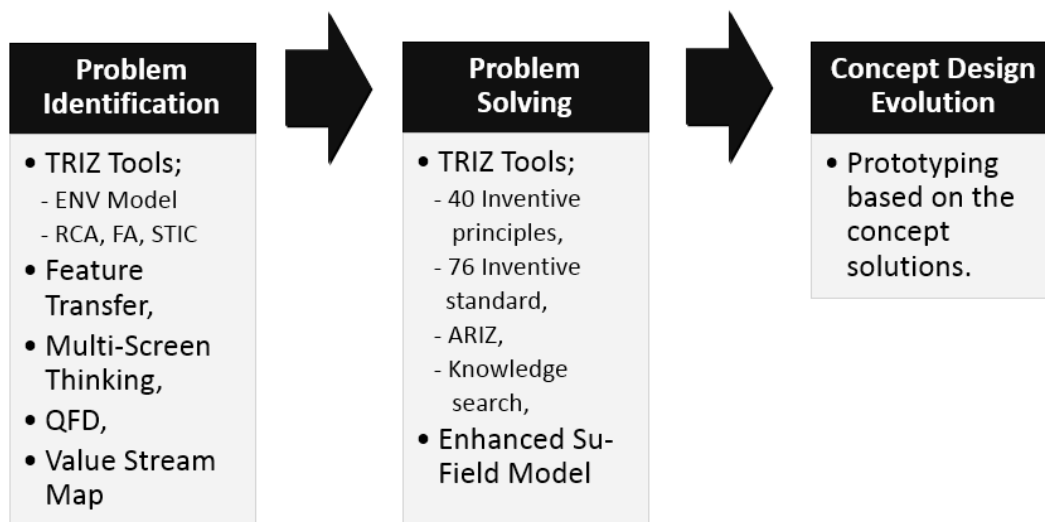 Problem
Identification
• TRIZ Tools;
- ENV Model
- RCA, FA, STIC
• Feature
Transfer,
• Multi-Screen
Thinking,
• QFD,
• Value Stream
Map
Problem
Solving
• TRIZ Tools;
- 40 Inventive
principles,
- 76 Inventive
standard,
- ARIZ,
- Knowledge
search,
• Enhanced Su-
Field Model
Concept Design
Evolution
• Prototyping
based on the
concept
solutions.